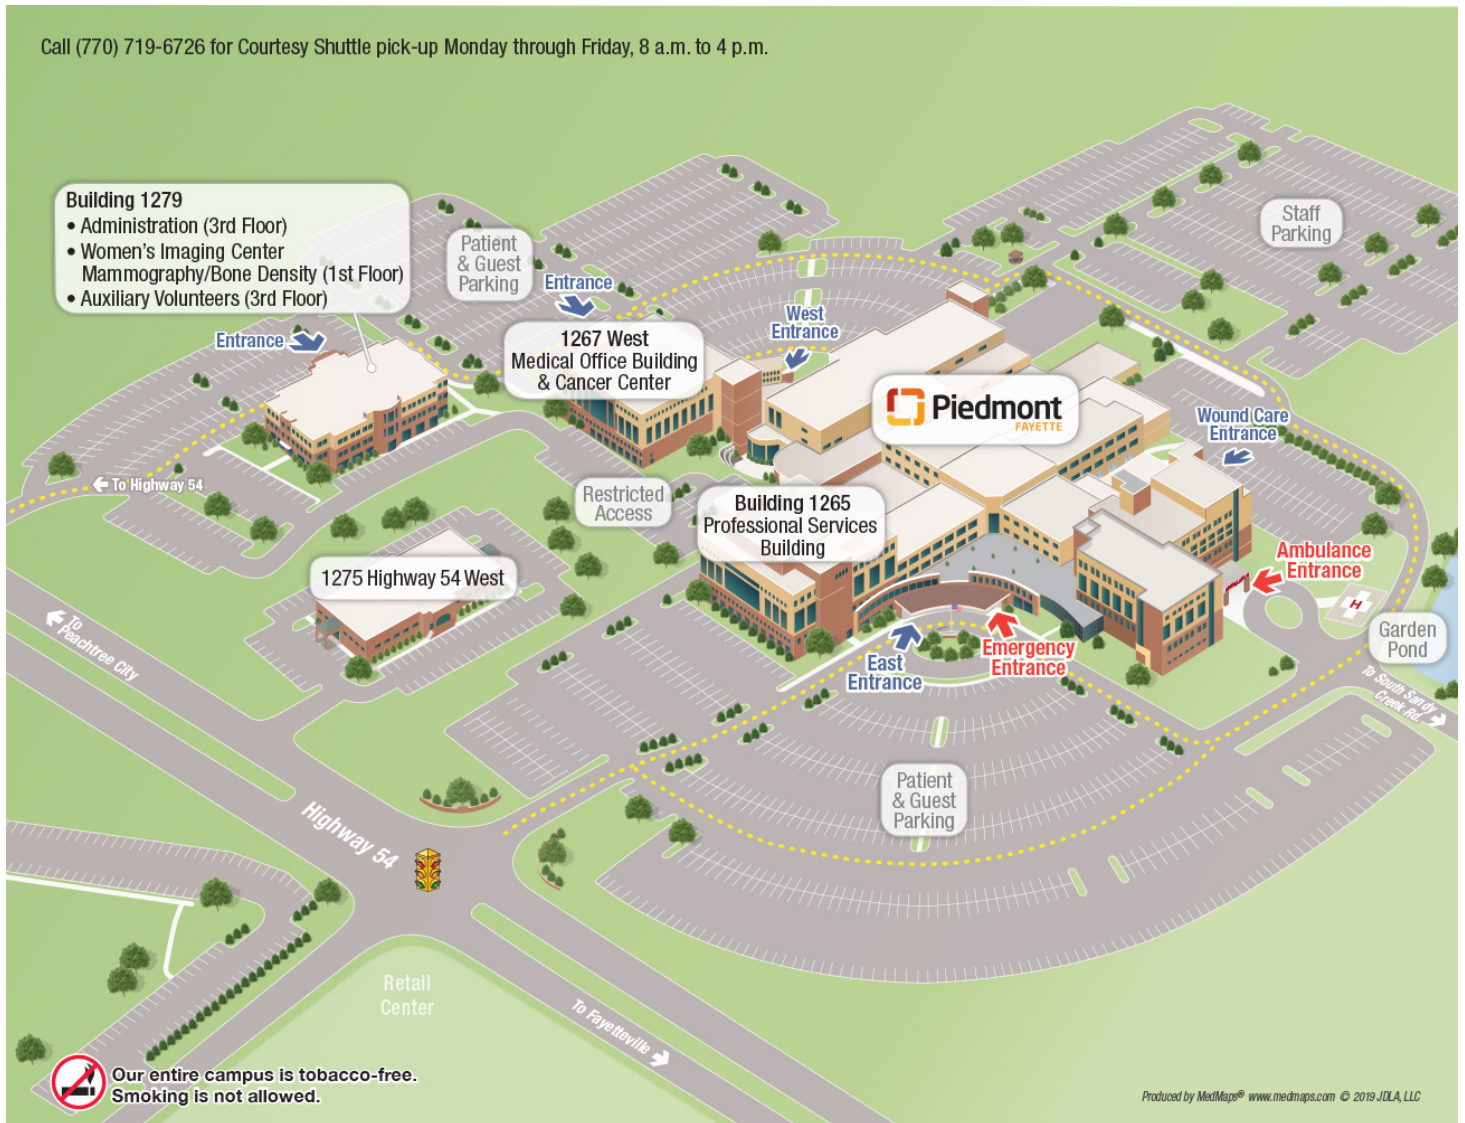 Call (770) 719-6726 for Courtesy Shuttle pick-up Monday through Friday, 8 a.m. to 4 p.m.
Building 1279
• Administration (3rd Floor)
• Women's Imaging Center
Mammography/Bone Density (1st Floor)
• Auxiliary Volunteers (3rd Floor)
Patient
& Guest
Parking
Staff
Parking
Entrance
West
Entrance
Entrance
1267 West
Medical Office Building
& Cancer Center
Piedmont
FAYETTE
Wound Care
Entrance
To Highway 54
Restricted
Access
Building 1265
Professional Services
Building
1275 Highway 54 West
Ambulance
Entrance
H
Garden
Pond
To
Peachtree City
East
Entrance
Emergency
Entrance
To South Sandy
Creek Rd.
Patient
& Guest
Parking
Highway 54
Retail
Center
To Fayetteville
Our entire campus is tobacco-free.
Smoking is not allowed.
Produced by MedMaps® www.medmaps.com © 2019 JDLA, LLC